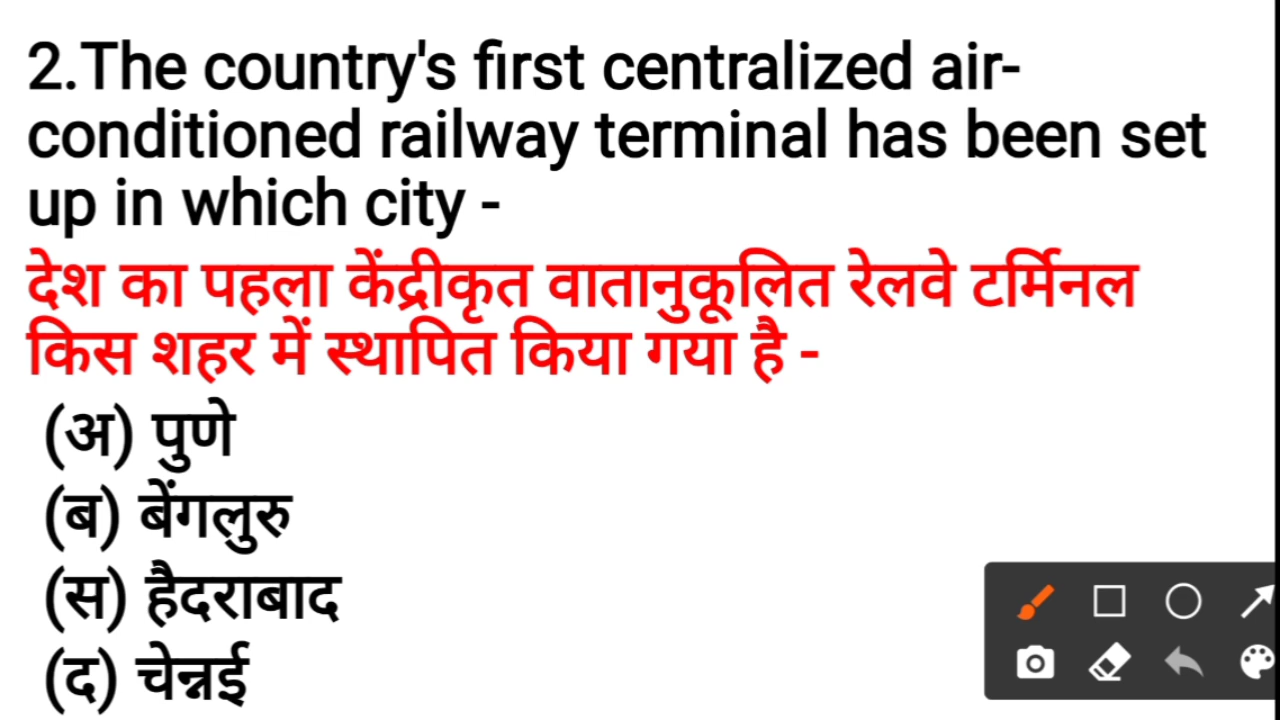 2.The country's first centralized air-
conditioned railway terminal has been set
up in which city -
देश का पहला केंद्रीकृत वातानुकूलित रेलवे टर्मिनल
किस शहर में स्थापित किया गया है -
(अ) पुणे
(ब) बेंगलुरु
(स) हैदराबाद
(द) चेन्नई